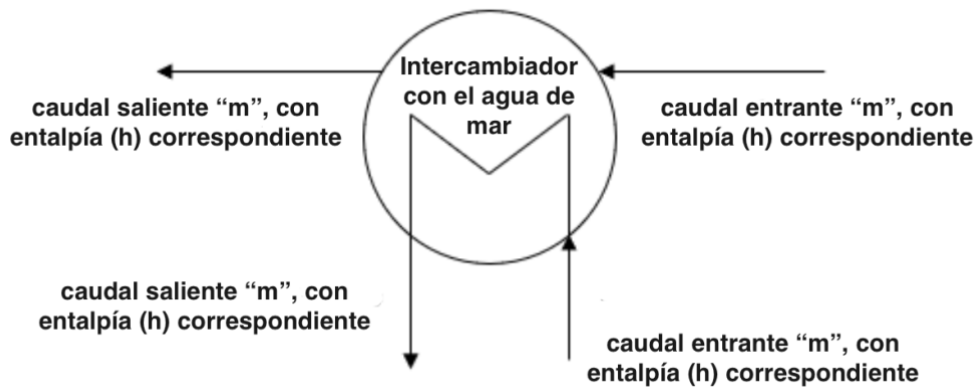 Intercambiador
con el agua de
mar
caudal saliente “m”, con
entalpía (h) correspondiente
caudal entrante “m”, con
entalpía (h) correspondiente
caudal saliente “m”, con
entalpía (h) correspondiente
caudal entrante “m”, con
entalpía (h) correspondiente